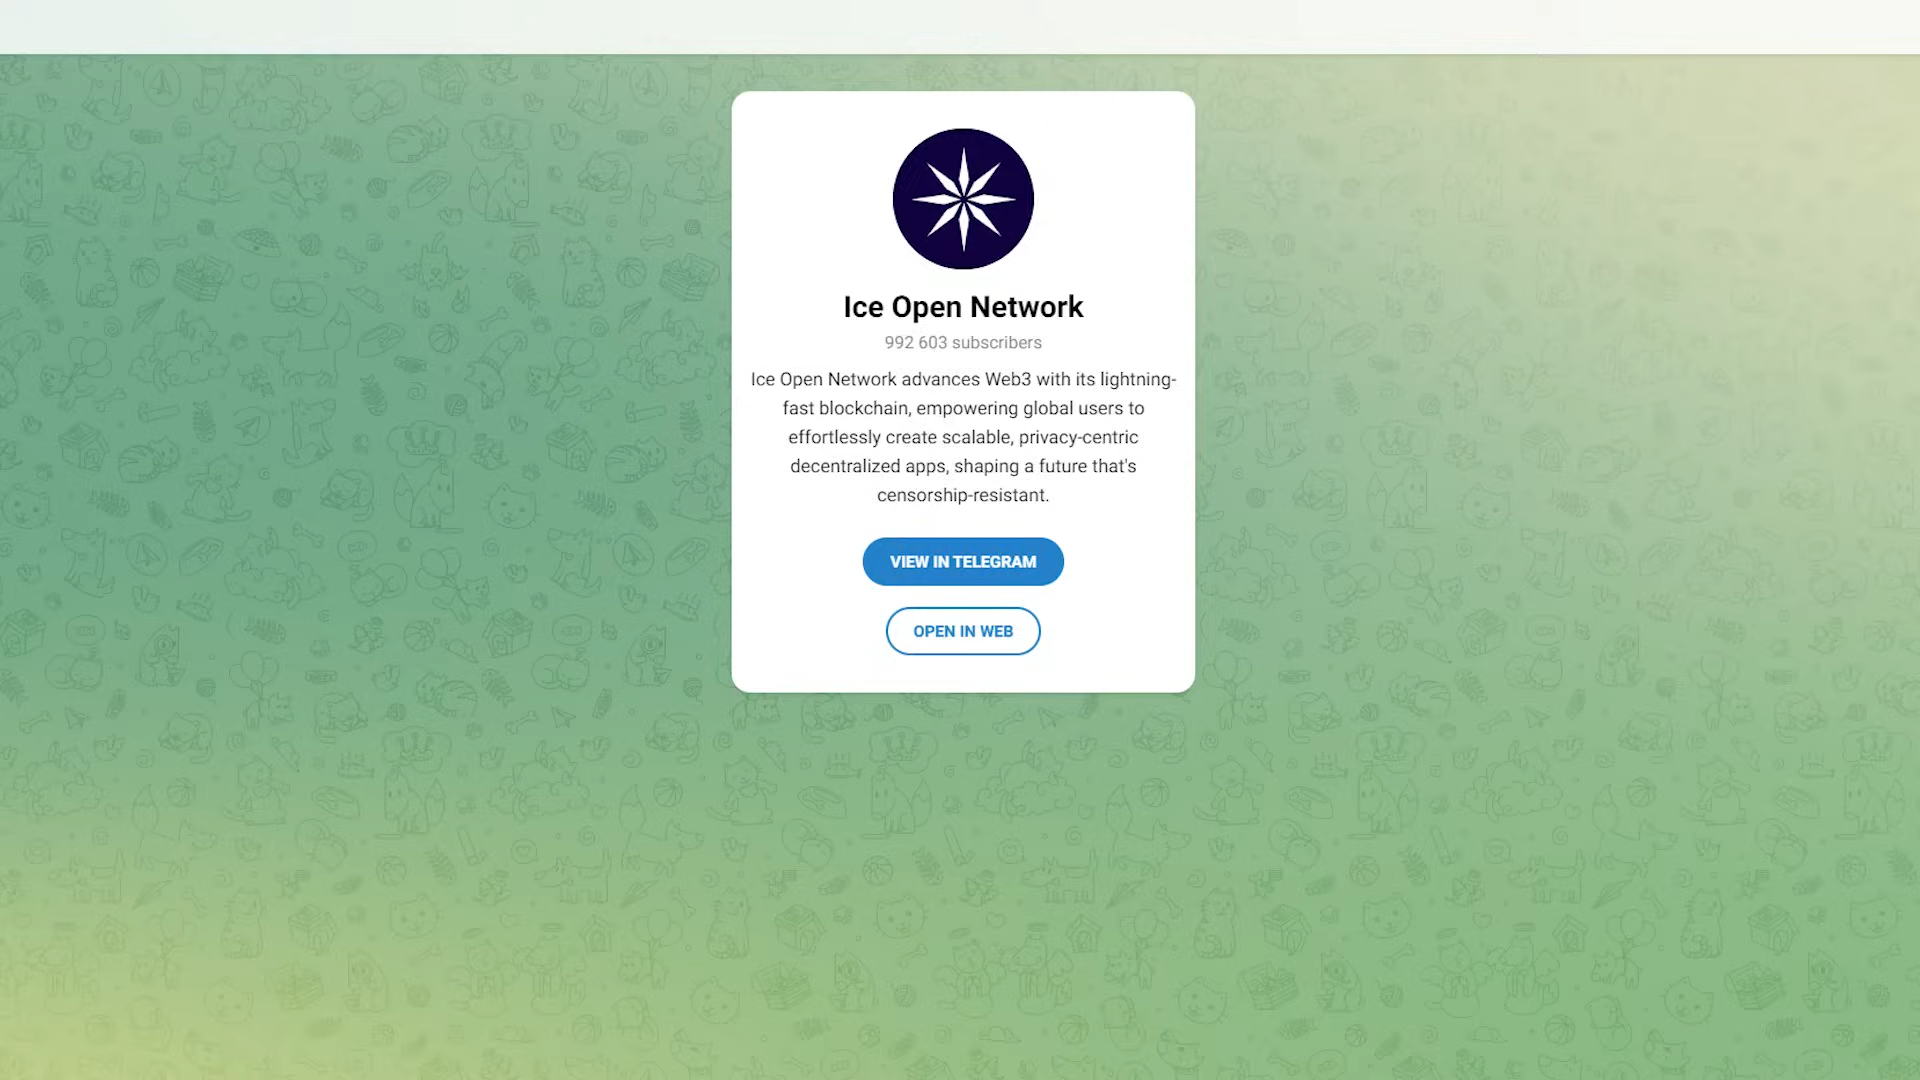 Ice Open Network
992 603 subscribers
Ice Open Network advances Web3 with its lightning-
fast blockchain, empowering global users to
effortlessly create scalable, privacy-centric
decentralized apps, shaping a future that's
censorship-resistant.
VIEW IN TELEGRAM
OPEN IN WEB